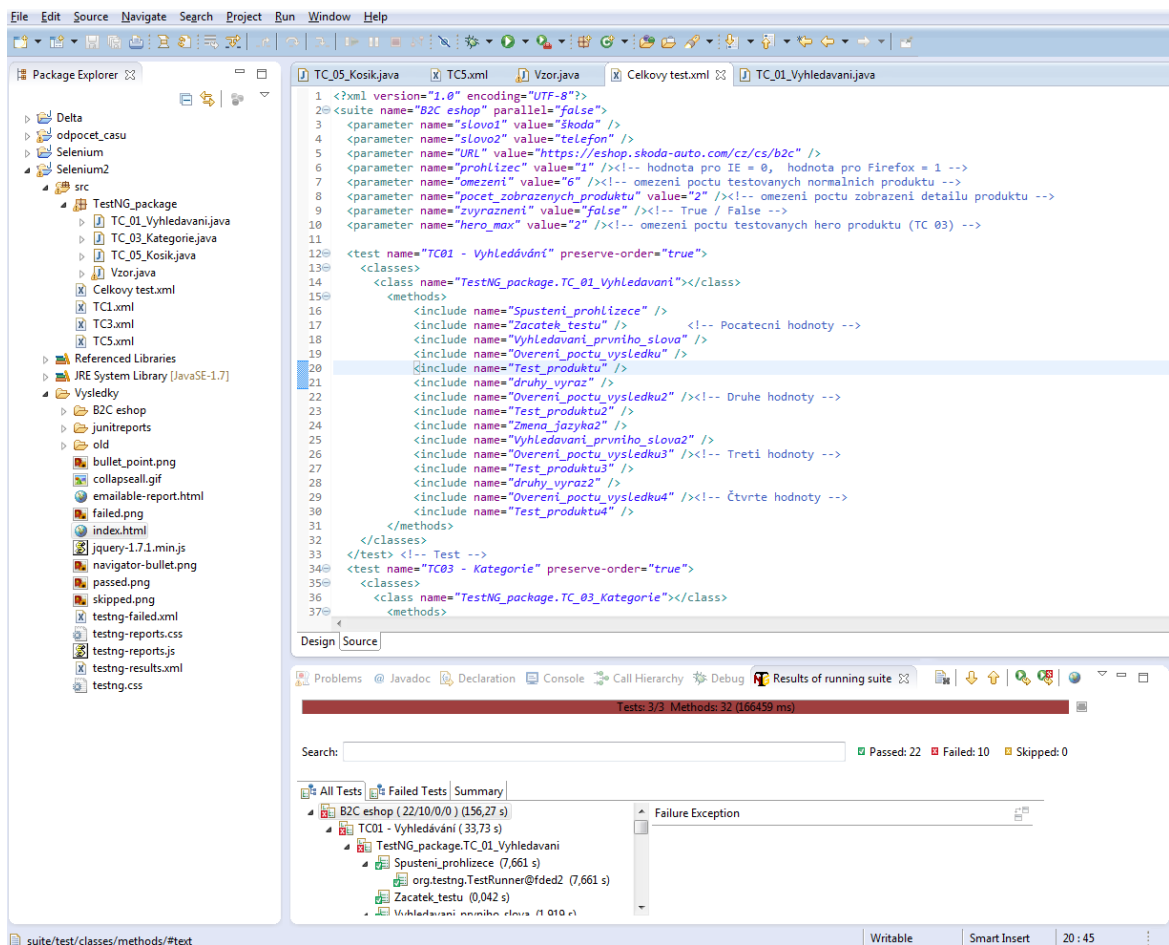 File Edit Source Navigate Search Project Run Window Help
Package Explorer
Delta
odpocet_casu
Selenium
Selenium2
src
TestNG_package
TC_01_Vyhledavani.java
TC_03_Kategorie.java
TC_05_Kosik.java
Vzor.java
Celkovy test.xml
TC1.xml
TC3.xml
TC5.xml
Referenced Libraries
JRE System Library [JavaSE-1.7]
Vysledky
B2C eshop
junitreports
old
bullet_point.png
collapseall.gif
emailable-report.html
failed.png
index.html
jquery-1.7.1.min.js
navigator-bullet.png
passed.png
skipped.png
testng-failed.xml
testng-reports.css
testng-reports.js
testng-results.xml
testng.css
TC_05_Kosik.java TC5.xml Vzor.java Celkovy test.xml TC_01_Vyhledavani.java
1 <?xml version="1.0" encoding="UTF-8"?>
2 <suite name="B2C eshop" parallel="false">
3 <parameter name="slovo1" value="škoda" />
4 <parameter name="slovo2" value="telefon" />
5 <parameter name="URL" value="https://eshop.skoda-auto.com/cz/cs/b2c" />
6 <parameter name="prohlizec" value="1" /><!-- hodnota pro IE = 0, hodnota pro Firefox = 1 -->
7 <parameter name="omezeni" value="6" /><!-- omezeni poctu testovanych normalnich produktu -->
8 <parameter name="pocet_zobrazenych_produktu" value="2" /><!-- omezeni poctu zobrazeni detailu produktu -->
9 <parameter name="zvyrazneni" value="false" /><!-- True / False -->
10 <parameter name="hero_max" value="2" /><!-- omezeni poctu testovanych hero produktu (TC 03) -->
11
12 <test name="TC01 - Vyhledávání" preserve-order="true">
13 <classes>
14 <class name="TestNG_package.TC_01_Vyhledavani"></class>
15 <methods>
16 <include name="Spusteni_prohlizece" />
17 <include name="Zacatek_testu" /> <!-- Pocatecni hodnoty -->
18 <include name="Vyhledavani_prvniho_slova" />
19 <include name="Overeni_poctu_vysledku" />
20 <include name="Test_produktu" />
21 <include name="druhy_vyraz" />
22 <include name="Overeni_poctu_vysledku2" /><!-- Druhe hodnoty -->
23 <include name="Test_produktu2" />
24 <include name="Zmena_jazyka2" />
25 <include name="Vyhledavani_prvniho_slova2" />
26 <include name="Overeni_poctu_vysledku3" /><!-- Treti hodnoty -->
27 <include name="Test_produktu3" />
28 <include name="druhy_vyraz2" />
29 <include name="Overeni_poctu_vysledku4" /><!-- Čtvrte hodnoty -->
30 <include name="Test_produktu4" />
31 </methods>
32 </classes>
33 </test> <!-- Test -->
34 <test name="TC03 - Kategorie" preserve-order="true">
35 <classes>
36 <class name="TestNG_package.TC_03_Kategorie"></class>
37 <methods>
Design Source
Problems @ Javadoc Declaration Console Call Hierarchy Debug Results of running suite
Tests: 3/3 Methods: 32 (166459 ms)
Search: Passed: 22 Failed: 10 Skipped: 0
All Tests Failed Tests Summary
B2C eshop ( 22/10/0/0 ) (156,27 s)
TC01 - Vyhledávání ( 33,73 s)
TestNG_package.TC_01_Vyhledavani
Spusteni_prohlizece (7,661 s)
org.testng.TestRunner@fded2 (7,661 s)
Zacatek_testu (0,042 s)
Vyhledavani_prvniho_slova (1,919 s)
Failure Exception
suite/test/classes/methods/#text Writable Smart Insert 20 : 45